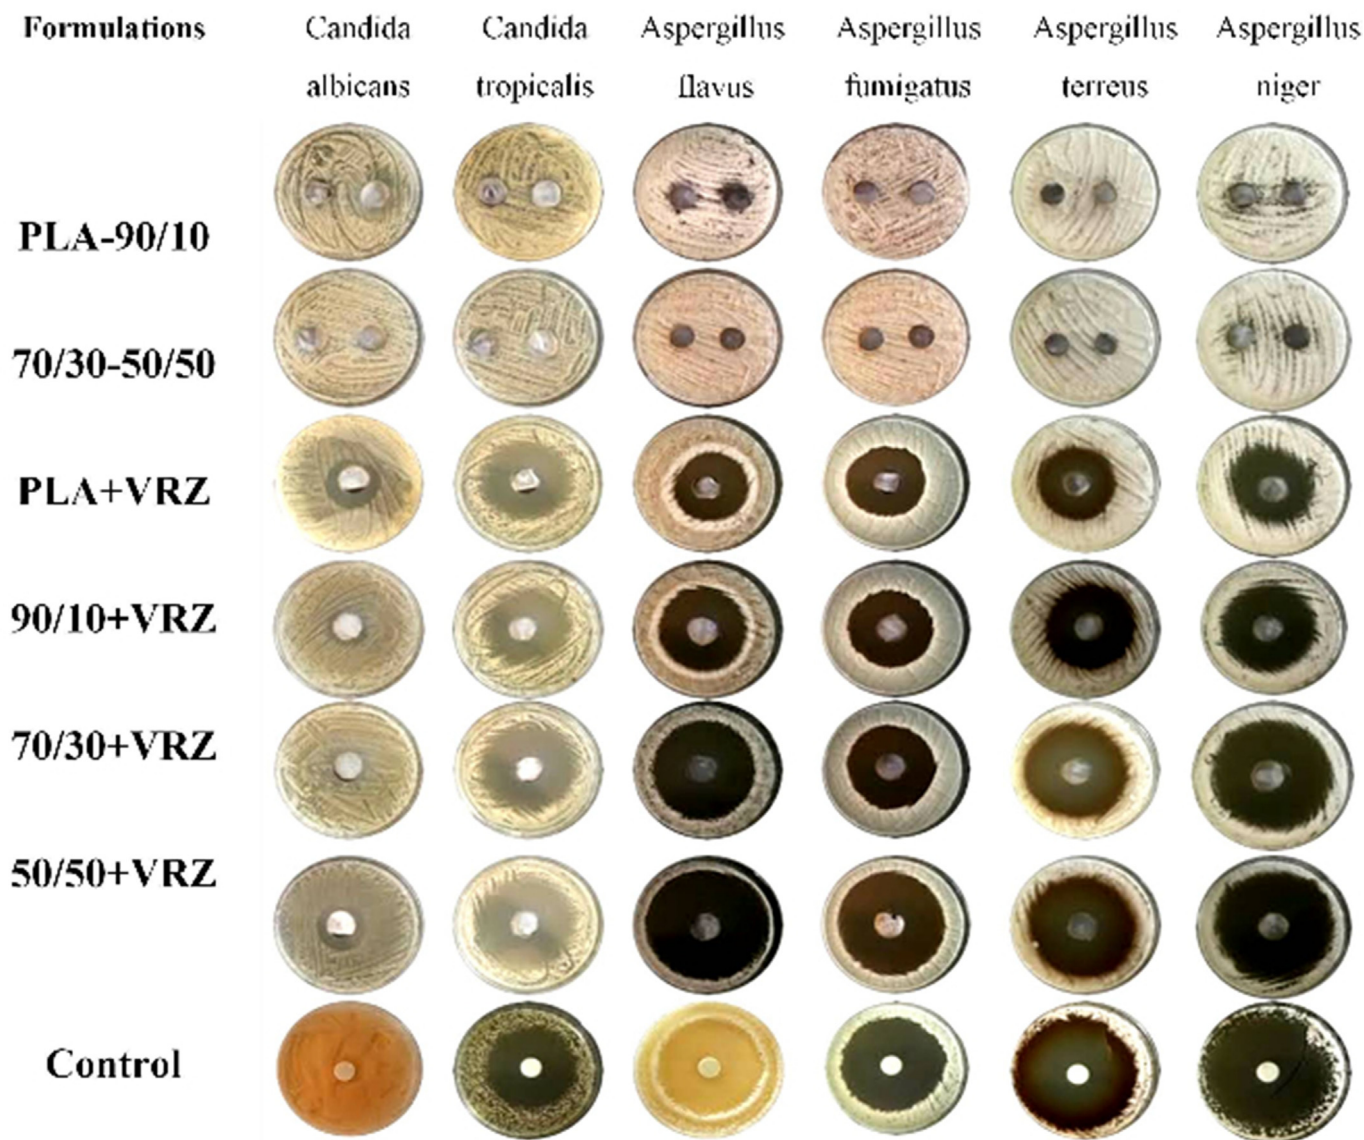 Formulations Candida Candida Aspergillus Aspergillus Aspergillus Aspergillus
albicans tropicalis flavus fumigatus terreus niger
PLA-90/10
70/30-50/50
PLA+VRZ
90/10+VRZ
70/30+VRZ
50/50+VRZ
Control